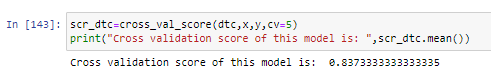 In [143]: scr_dtc=cross_val_score(dtc,x,y,cv=5)
print("Cross validation score of this model is: ",scr_dtc.mean())
Cross validation score of this model is:  0.8373333333333335